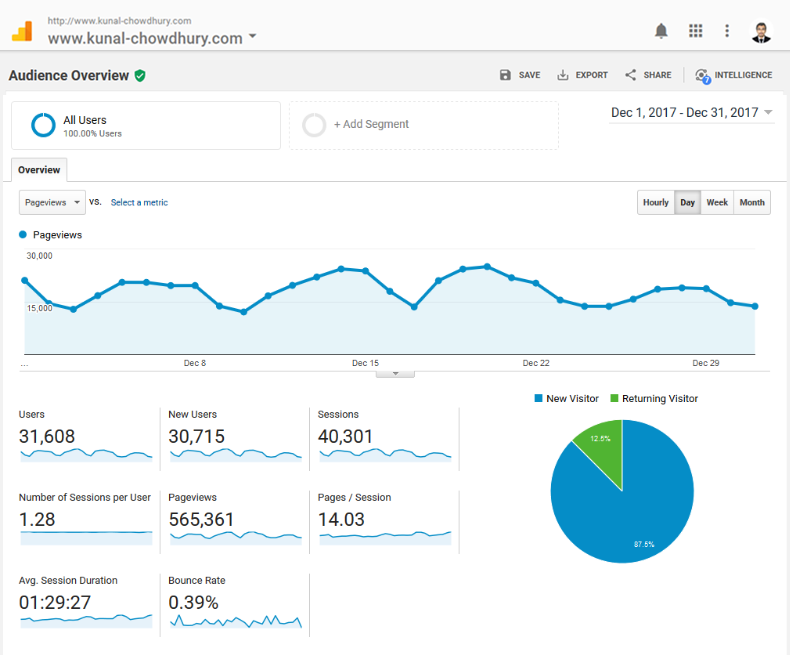 http://www.kunal-chowdhury.com
www.kunal-chowdhury.com
Audience Overview
SAVE
EXPORT
SHARE
7
INTELLIGENCE
All Users
100.00% Users
+ Add Segment
Dec 1, 2017 - Dec 31, 2017
Overview
Pageviews
VS.
Select a metric
Hourly
Day
Week
Month
Pageviews
30,000
15,000
...
Dec 8
Dec 15
Dec 22
Dec 29
Users
31,608
New Users
30,715
Sessions
40,301
Number of Sessions per User
1.28
Pageviews
565,361
Pages / Session
14.03
Avg. Session Duration
01:29:27
Bounce Rate
0.39%
New Visitor
Returning Visitor
12.5%
87.5%